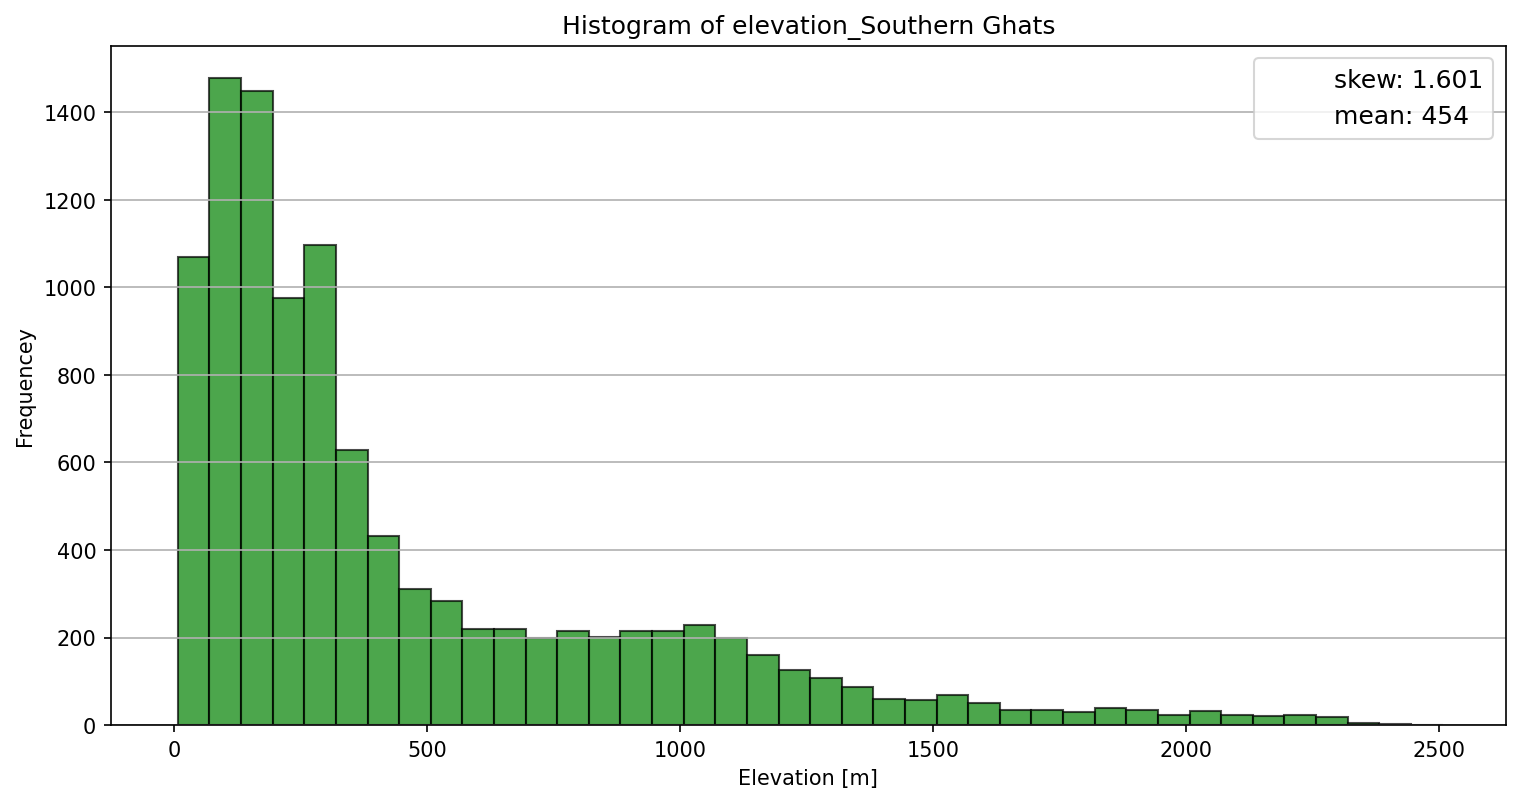 Histogram of elevation_Southern Ghats
skew: 1.601
mean: 454
1400
1200
1000
800
600
400
200
0
Frequencey
0 500 1000 1500 2000 2500
Elevation [m]